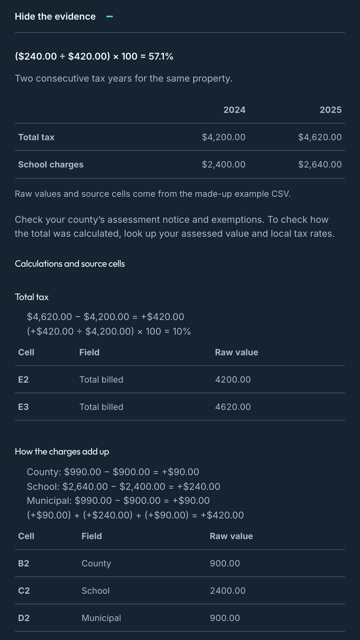 Hide the evidence −
($240.00 ÷ $420.00) × 100 = 57.1%
Two consecutive tax years for the same property.
2024 2025
Total tax $4,200.00 $4,620.00
School charges $2,400.00 $2,640.00
Raw values and source cells come from the made-up example CSV.
Check your county’s assessment notice and exemptions. To check how
the total was calculated, look up your assessed value and local tax rates.
Calculations and source cells
Total tax
$4,620.00 − $4,200.00 = +$420.00
(+$420.00 ÷ $4,200.00) × 100 = 10%
Cell Field Raw value
E2 Total billed 4200.00
E3 Total billed 4620.00
How the charges add up
County: $990.00 − $900.00 = +$90.00
School: $2,640.00 − $2,400.00 = +$240.00
Municipal: $990.00 − $900.00 = +$90.00
(+$90.00) + (+$240.00) + (+$90.00) = +$420.00
Cell Field Raw value
B2 County 900.00
C2 School 2400.00
D2 Municipal 900.00